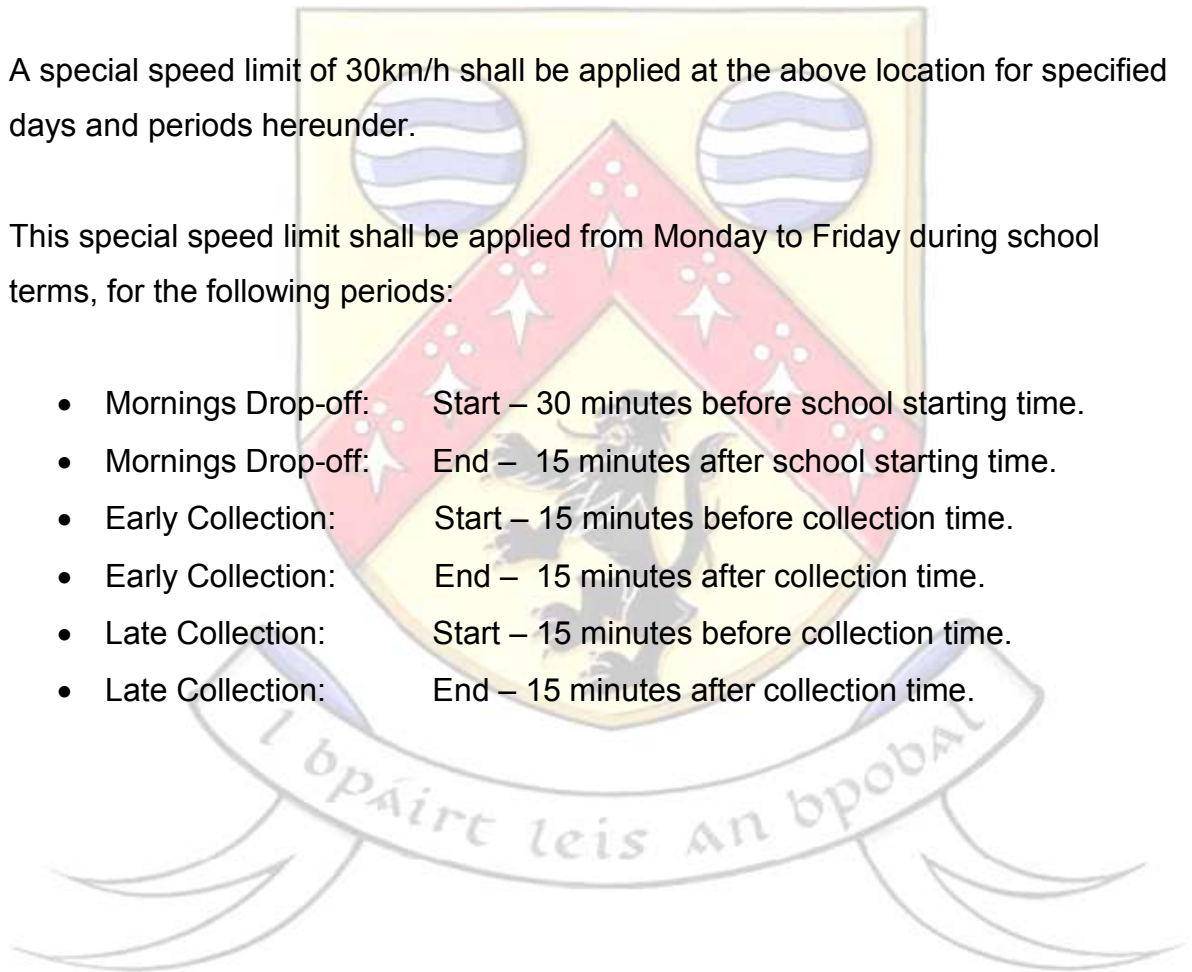 A special speed limit of 30km/h shall be applied at the above location for specified
days and periods hereunder.
This special speed limit shall be applied from Monday to Friday during school
terms, for the following periods:
• Mornings Drop-off: Start – 30 minutes before school starting time.
• Mornings Drop-off: End – 15 minutes after school starting time.
• Early Collection: Start – 15 minutes before collection time.
• Early Collection: End – 15 minutes after collection time.
• Late Collection: Start – 15 minutes before collection time.
• Late Collection: End – 15 minutes after collection time.
i bpáirt leis an bpobal